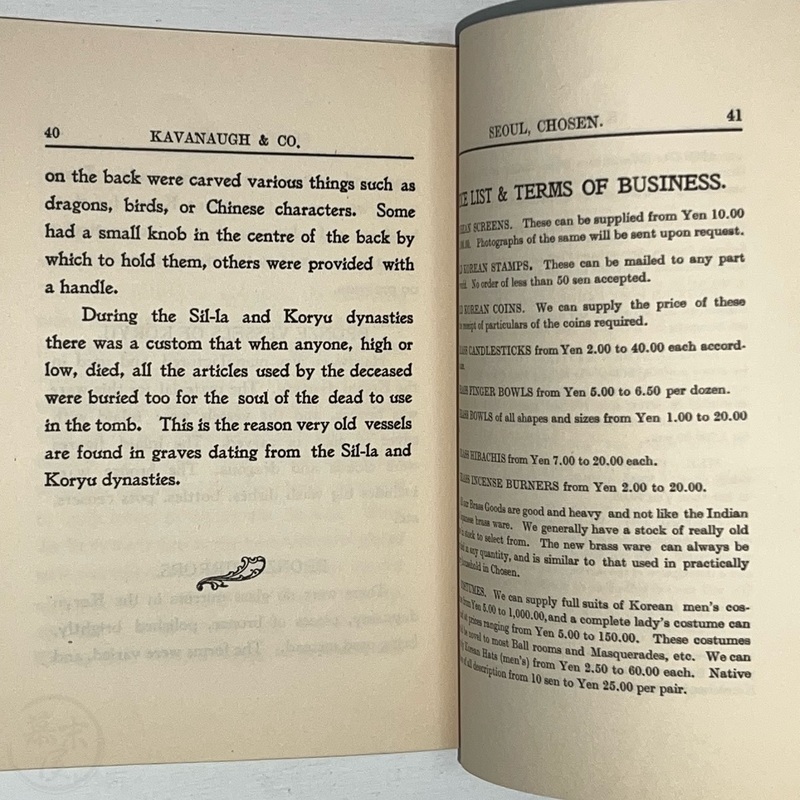 40 KAVANAUGH & CO.
on the back were carved various things such as
dragons, birds, or Chinese characters. Some
had a small knob in the centre of the back by
which to hold them, others were provided with
a handle.
During the Sil-la and Koryu dynasties
there was a custom that when anyone, high or
low, died, all the articles used by the deceased
were buried too for the soul of the dead to use
in the tomb. This is the reason very old vessels
are found in graves dating from the Sil-la and
Koryu dynasties.
SEOUL, CHOSEN. 41
LIST & TERMS OF BUSINESS.
SCREENS. These can be supplied from Yen 10.00
Photographs of the same will be sent upon request.
KOREAN STAMPS. These can be mailed to any part
No order of less than 50 sen accepted.
KOREAN COINS. We can supply the price of these
of particulars of the coins required.
CANDLESTICKS from Yen 2.00 to 40.00 each accord-
FINGER BOWLS from Yen 5.00 to 6.50 per dozen.
BOWLS of all shapes and sizes from Yen 1.00 to 20.00
HIBACHIS from Yen 7.00 to 20.00 each.
INCENSE BURNERS from Yen 2.00 to 20.00.
Brass Goods are good and heavy and not like the Indian
brass ware. We generally have a stock of really old
to select from. The new brass ware can always be
any quantity, and is similar to that used in practically
household in Chosen.
We can supply full suits of Korean men's cos-
from Yen 5.00 to 1,000.00, and a complete lady's costume can
prices ranging from Yen 5.00 to 150.00. These costumes
novel to most Ball rooms and Masquerades, etc. We can
Korean Hats (men's) from Yen 2.50 to 60.00 each. Native
of all description from 10 sen to Yen 25.00 per pair.